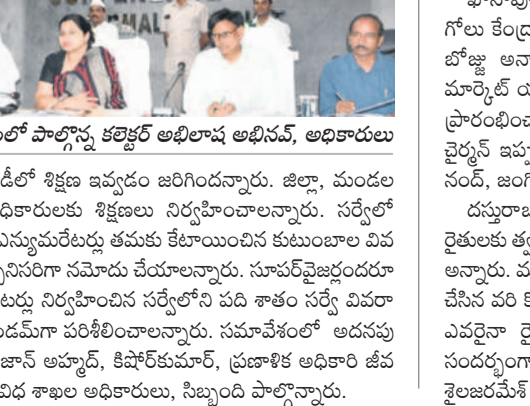 లో పాల్గొన్న కలెక్టర్ అభిలాష అభినవ్, అధికారులు
డీలో శిక్షణ ఇవ్వడం జరిగిందన్నారు. జిల్లా, మండల
ధికారులకు శిక్షణలు నిర్వహించాలన్నారు. సర్వేలో
ఎన్యుమరేటర్లు తమకు కేటాయించిన కుటుంబాల వివ
్పనిసరిగా నమోదు చేయాలన్నారు. సూపర్‌వైజర్లందరూ
టర్లు నిర్వహించిన సర్వేలోని పది శాతం సర్వే వివరా
ండమ్‌గా పరిశీలించాలన్నారు. సమావేశంలో అదనపు
జాన్ అహ్మద్, కిషోర్‌కుమార్, ప్రణాళిక అధికారి జీవ
విధ శాఖల అధికారులు, సిబ్బంది పాల్గొన్నారు.
గోలు కేంద్ర
బోజ్జు అన
మార్కెట్ య
ప్రారంభించ
చైర్మన్ ఇప్ప
నంద్, జంగి
దస్తురాబ
రైతులకు త్వ
అన్నారు. వ
చేసిన వరి క
ఎవరైనా రై
సందర్భంగా
శైలజరమేశ్